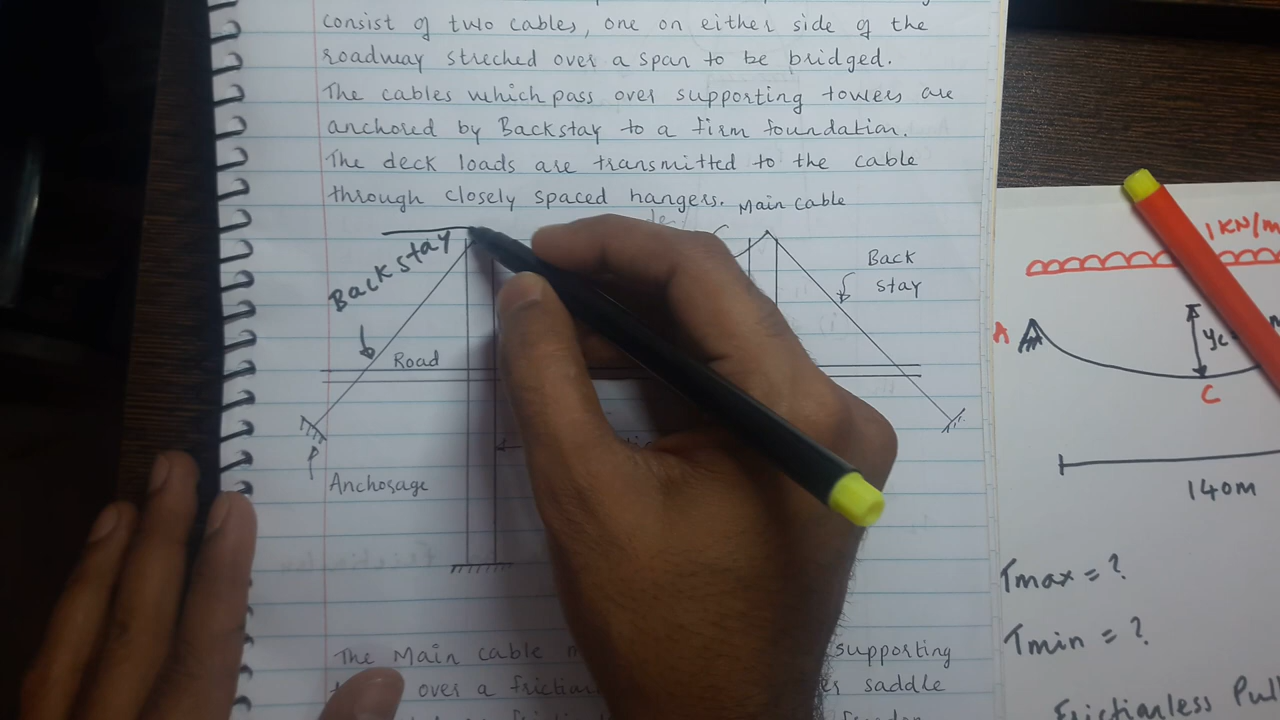 consist of two cables, one on either side of the
roadway streched over a span to be bridged.
The cables which pass over supporting towers are
anchored by Backstay to a firm foundation.
The deck loads are transmitted to the cable
through closely spaced hangers. Main cable
Back stay
Back
stay
Road
Anchorage
The Main cable supporting
over a saddle
1KN/m
A
yc
C
140m
Tmax = ?
Tmin = ?
Frictionless